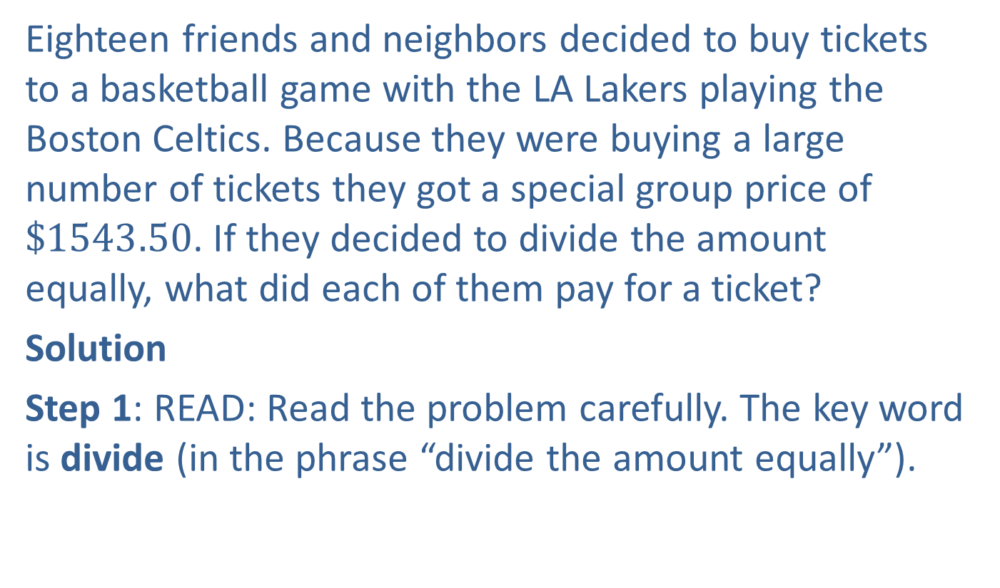 Eighteen friends and neighbors decided to buy tickets
to a basketball game with the LA Lakers playing the
Boston Celtics. Because they were buying a large
number of tickets they got a special group price of
$1543.50. If they decided to divide the amount
equally, what did each of them pay for a ticket?
Solution
Step 1: READ: Read the problem carefully. The key word
is divide (in the phrase “divide the amount equally”).